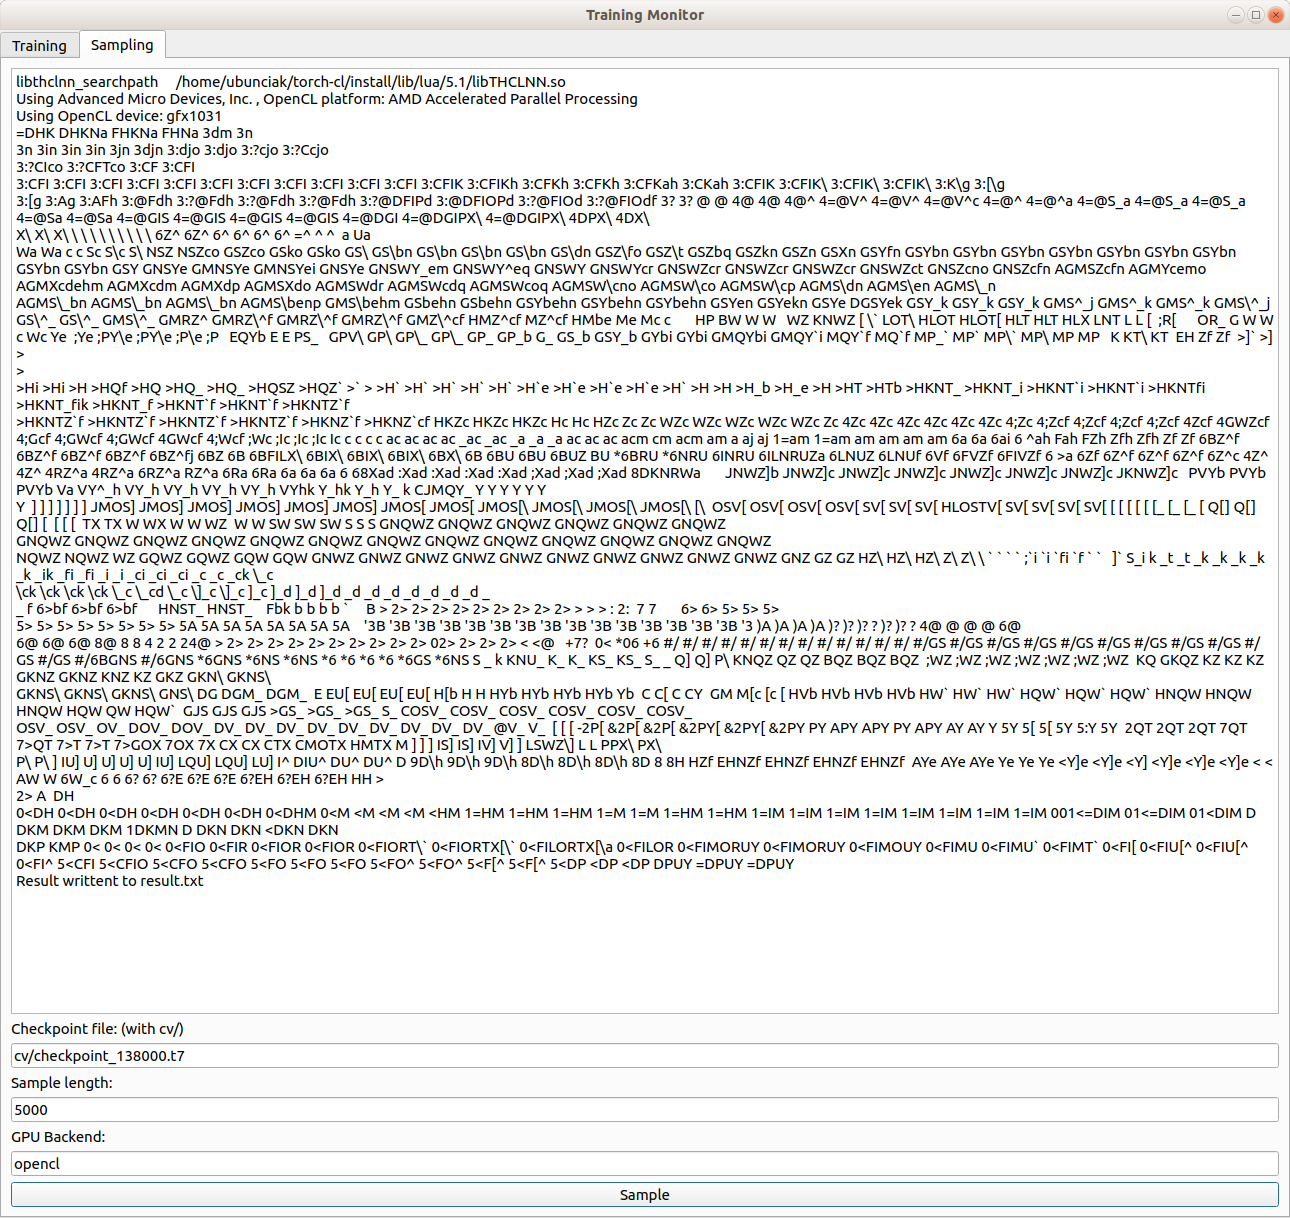 Training Monitor
Training
Sampling
libthclnn_searchpath /home/ubunciak/torch-cl/install/lib/lua/5.1/libTHCLNN.so
Using Advanced Micro Devices, Inc. , OpenCL platform: AMD Accelerated Parallel Processing
Using OpenCL device: gfx1031
=DHK DHKNa FHKNa FHNa 3dm 3n
3n 3in 3in 3in 3jn 3djn 3:djo 3:djo 3:?cjo 3:?Ccjo
3:?CIco 3:?CFTco 3:CF 3:CFI
3:CFI 3:CFI 3:CFI 3:CFI 3:CFI 3:CFI 3:CFI 3:CFI 3:CFI 3:CFI 3:CFI 3:CFIK 3:CFIKh 3:CFKh 3:CFKh 3:CFKah 3:CKah 3:CFIK 3:CFIK\ 3:CFIK\ 3:CFIK\ 3:K\g 3:[\g
3:[g 3:Ag 3:AFh 3:@Fdh 3:?@Fdh 3:?@Fdh 3:?@Fdh 3:?@DFIPd 3:@DFIOPd 3:?@FIOd 3:?@FIOdf 3? 3? @ @ 4@ 4@ 4@^ 4=@V^ 4=@V^ 4=@V^c 4=@^ 4=@^a 4=@S_a 4=@S_a 4=@S_a
4=@Sa 4=@Sa 4=@GIS 4=@GIS 4=@GIS 4=@GIS 4=@DGI 4=@DGIPX\ 4=@DGIPX\ 4DPX\ 4DX\
X\ X\ X\ \ \ \ \ \ \ \ \ \ 6Z^ 6Z^ 6^ 6^ 6^ 6^ =^ ^ ^ a Ua
Wa Wa c c Sc S\c S\ NSZ NSZco GSZco GSko GSko GS\ GS\bn GS\bn GS\bn GS\bn GS\dn GSZ\fo GSZ\t GSZbq GSZkn GSZn GSXn GSYfn GSYbn GSYbn GSYbn GSYbn GSYbn GSYbn GSYbn
GSYbn GSYbn GSY GNSYe GMNSYe GMNSYei GNSYe GNSWY_em GNSWY^eq GNSWY GNSWYcr GNSWZcr GNSWZcr GNSWZcr GNSWZct GNSZcno GNSZcfn AGMSZcfn AGMYcemo
AGMXcdehm AGMXcdm AGMXdp AGMSXdo AGMSWdr AGMSWcdq AGMSWcoq AGMSW\cno AGMSW\co AGMSW\cp AGMS\dn AGMS\en AGMS\_n
AGMS\_bn AGMS\_bn AGMS\_bn AGMS\benp GMS\behm GSbehn GSbehn GSYbehn GSYbehn GSYbehn GSYen GSYekn GSYe DGSYek GSY_k GSY_k GSY_k GMS^_j GMS^_k GMS^_k GMS\^_j
GS\^_ GS\^_ GMS\^_ GMRZ^ GMRZ\^f GMRZ\^f GMRZ\^f GMZ\^cf HMZ^cf MZ^cf HMbe Me Mc c HP BW W W WZ KNWZ [ \` LOT\ HLOT HLOT[ HLT HLT HLX LNT L L [ ;R[ OR_ G W W
c Wc Ye ;Ye ;PY\e ;PY\e ;P\e ;P EQYb E E PS_ GPV\ GP\ GP\_ GP\_ GP_ GP_b G_ GS_b GSY_b GYbi GYbi GMQYbi GMQY`i MQY`f MQ`f MP_` MP` MP\` MP\ MP MP K KT\ KT EH Zf Zf >]` >]
>
>
>Hi >Hi >H >HQf >HQ >HQ_ >HQ_ >HQSZ >HQZ` >` > >H` >H` >H` >H` >H` >H`e >H`e >H`e >H`e >H` >H >H >H_b >H_e >H >HT >HTb >HKNT_ >HKNT_i >HKNT`i >HKNT`i >HKNTfi
>HKNT_fik >HKNT_f >HKNT`f >HKNT`f >HKNTZ`f
>HKNTZ`f >HKNTZ`f >HKNTZ`f >HKNTZ`f >HKNZ`f >HKNZ`cf HKZc HKZc HKZc Hc Hc HZc Zc Zc WZc WZc WZc WZc WZc Zc 4Zc 4Zc 4Zc 4Zc 4Zc 4Zc 4Zc 4;Zc 4;Zcf 4;Zcf 4;Zcf 4;Zcf 4Zcf 4GWZcf
4;Gcf 4;GWcf 4;GWcf 4GWcf 4;Wcf ;Wc ;Ic ;Ic ;Ic Ic c c c c ac ac ac ac _ac _ac _a _a _a ac ac ac acm cm acm am a aj aj 1=am 1=am am am am am am 6a 6a 6ai 6 ^ah Fah FZh Zfh Zfh Zf Zf 6BZ^f
6BZ^f 6BZ^f 6BZ^f 6BZ^fj 6BZ 6B 6BFILX\ 6BIX\ 6BIX\ 6BIX\ 6BX\ 6B 6BU 6BU 6BUZ BU *6BRU *6NRU 6INRU 6ILNRUZa 6LNUZ 6LNUf 6Vf 6FVZf 6FIVZf 6 >a 6Zf 6Z^f 6Z^f 6Z^f 6Z^f 6Z^c 4Z^
4Z^ 4RZ^a 4RZ^a 6RZ^a RZ^a 6Ra 6Ra 6a 6a 6a 6 68Xad :Xad :Xad :Xad :Xad ;Xad ;Xad ;Xad 8DKNRWa JNWZ]b JNWZ]c JNWZ]c JNWZ]c JNWZ]c JNWZ]c JNWZ]c JKNWZ]c PVYb PVYb
PVYb Va VY^_h VY_h VY_h VY_h VY_h VYhk Y_hk Y_h Y_ k CJMQY_ Y Y Y Y Y Y
Y ] ] ] ] ] ] ] JMOS] JMOS] JMOS] JMOS] JMOS] JMOS] JMOS[ JMOS[ JMOS[\ JMOS[\ JMOS[\ JMOS[\ [\ OSV[ OSV[ OSV[ OSV[ SV[ SV[ SV[ HLOSTV[ SV[ SV[ SV[ SV[ [ [ [ [ [ [_ [_ [_ [ Q[] Q[]
Q[] [ [ [ [ TX TX W WX W W WZ W W SW SW SW S S S GNQWZ GNQWZ GNQWZ GNQWZ GNQWZ GNQWZ
GNQWZ GNQWZ GNQWZ GNQWZ GNQWZ GNQWZ GNQWZ GNQWZ GNQWZ GNQWZ GNQWZ GNQWZ GNQWZ
NQWZ NQWZ WZ GQWZ GQWZ GQW GQW GNWZ GNWZ GNWZ GNWZ GNWZ GNWZ GNWZ GNWZ GNWZ GNWZ GNZ GZ GZ HZ\ HZ\ HZ\ Z\ Z\ \ ` ` ` ` ;`i `i `fi `f ` ` ]` S_i k _t _t _k _k _k _k
_k _ik _fi _fi _i _i _ci _ci _ci _c _c _ck \_c
\ck \ck \ck \ck \_c \_cd \_c \]_c \]_c ]_c ]_d ]_d ]_d _d _d _d _d _d _d _d _
_ f 6>bf 6>bf 6>bf HNST_ HNST_ Fbk b b b b ` B > 2> 2> 2> 2> 2> 2> 2> 2> 2> > > > : 2: 7 7 6> 6> 5> 5> 5>
5> 5> 5> 5> 5> 5> 5> 5> 5A 5A 5A 5A 5A 5A 5A 5A '3B '3B '3B '3B '3B '3B '3B '3B '3B '3B '3B '3B '3B '3B '3B '3 )A )A )A )A )? )? )? ? )? )? ? 4@ @ @ @ 6@
6@ 6@ 6@ 8@ 8 8 4 2 2 24@ > 2> 2> 2> 2> 2> 2> 2> 2> 2> 2> 02> 2> 2> 2> < <@ +7? 0< *06 +6 #/ #/ #/ #/ #/ #/ #/ #/ #/ #/ #/ #/ #/ #/GS #/GS #/GS #/GS #/GS #/GS #/GS #/GS #/GS #/
GS #/GS #/6BGNS #/6GNS *6GNS *6NS *6NS *6 *6 *6 *6 *6GS *6NS S _ k KNU_ K_ K_ KS_ KS_ S_ _ Q] Q] P\ KNQZ QZ QZ BQZ BQZ BQZ ;WZ ;WZ ;WZ ;WZ ;WZ ;WZ ;WZ KQ GKQZ KZ KZ KZ
GKNZ GKNZ KNZ KZ GKZ GKN\ GKNS\
GKNS\ GKNS\ GKNS\ GNS\ DG DGM_ DGM_ E EU[ EU[ EU[ EU[ H[b H H HYb HYb HYb HYb Yb C C[ C CY GM M[c [c [ HVb HVb HVb HVb HW` HW` HW` HQW` HQW` HQW` HNQW HNQW
HNQW HQW QW HQW` GJS GJS GJS >GS_ >GS_ >GS_ S_ COSV_ COSV_ COSV_ COSV_ COSV_ COSV_
OSV_ OSV_ OV_ DOV_ DOV_ DV_ DV_ DV_ DV_ DV_ DV_ DV_ DV_ DV_ @V_ V_ [ [ [ -2P[ &2P[ &2P[ &2PY[ &2PY[ &2PY PY APY APY PY APY AY AY Y 5Y 5[ 5[ 5Y 5:Y 5Y 2QT 2QT 2QT 7QT
7>QT 7>T 7>T 7>GOX 7OX 7X CX CX CTX CMOTX HMTX M ] ] ] IS] IS] IV] V] ] LSWZ\] L L PPX\ PX\
P\ P\ ] IU] U] U] U] U] IU] LQU] LQU] LU] I^ DIU^ DU^ DU^ D 9D\h 9D\h 9D\h 8D\h 8D\h 8D\h 8D 8 8H HZf EHNZf EHNZf EHNZf EHNZf AYe AYe AYe Ye Ye Ye <Y]e <Y]e <Y] <Y]e <Y]e <Y]e < <
AW W 6W_c 6 6 6? 6? 6?E 6?E 6?E 6?EH 6?EH 6?EH HH >
2> A DH
0<DH 0<DH 0<DH 0<DH 0<DH 0<DH 0<DHM 0<M <M <M <M <HM 1=HM 1=HM 1=HM 1=M 1=M 1=HM 1=HM 1=HM 1=IM 1=IM 1=IM 1=IM 1=IM 1=IM 1=IM 1=IM 001<=DIM 01<=DIM 01<DIM D
DKM DKM DKM 1DKMN D DKN DKN <DKN DKN
DKP KMP 0< 0< 0< 0< 0<FIO 0<FIR 0<FIOR 0<FIOR 0<FIORT\` 0<FIORTX[\` 0<FILORTX[\a 0<FILOR 0<FIMORUY 0<FIMORUY 0<FIMOUY 0<FIMU 0<FIMU` 0<FIMT` 0<FI[ 0<FIU[^ 0<FIU[^
0<FI^ 5<CFI 5<CFIO 5<CFO 5<CFO 5<FO 5<FO 5<FO 5<FO^ 5<FO^ 5<F[^ 5<F[^ 5<DP <DP <DP DPUY =DPUY =DPUY
Result writtent to result.txt
Checkpoint file: (with cv/)
cv/checkpoint_138000.t7
Sample length:
5000
GPU Backend:
opencl
Sample